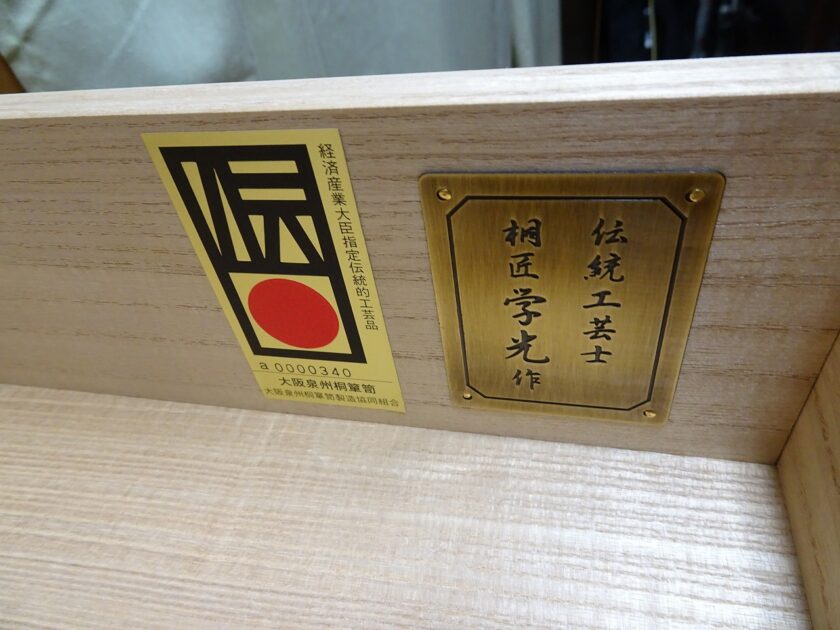 経済産業大臣指定伝統的工芸品
伝
a 0000340
大阪泉州桐簞笥
大阪泉州桐簞笥製造協同組合
伝統工芸士
桐匠学光作